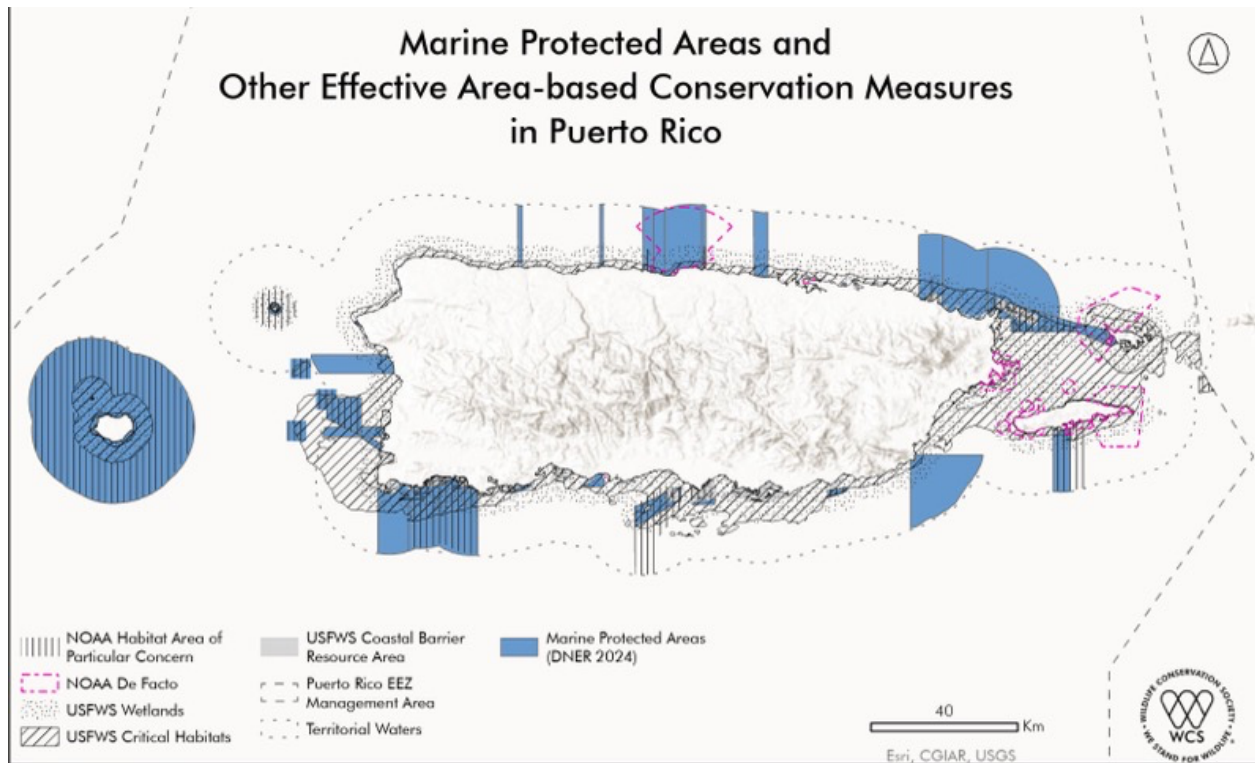 Marine Protected Areas and
Other Effective Area-based Conservation Measures
in Puerto Rico
NOAA Habitat Area of
Particular Concern
NOAA De Facto
USFWS Wetlands
USFWS Critical Habitats
USFWS Coastal Barrier
Resource Area
Puerto Rico EEZ
Management Area
Territorial Waters
Marine Protected Areas
(DNER 2024)
40
Km
Esri, CGIAR, USGS
WILDLIFE CONSERVATION SOCIETY
WCS
WE STAND FOR WILDLIFE